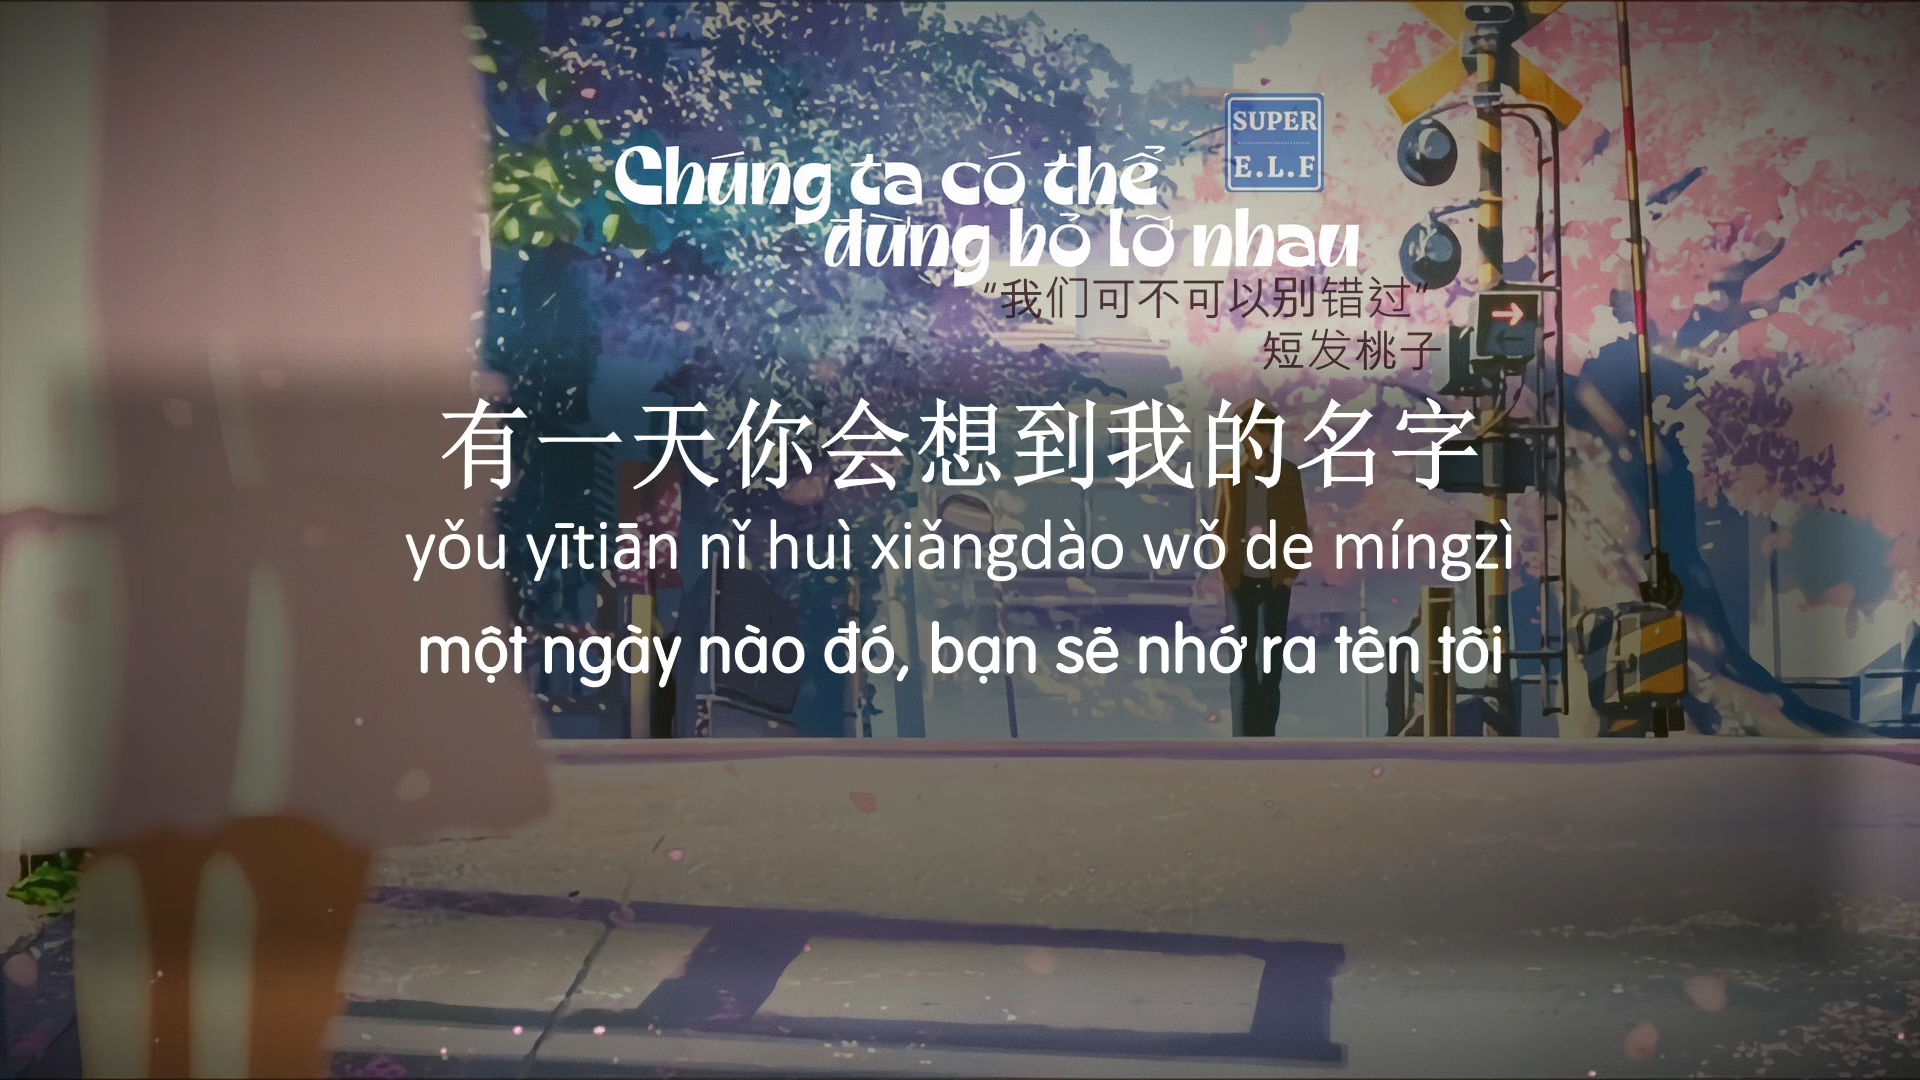 SUPER
E.L.F
Chúng ta có thể
đừng bỏ lỡ nhau
“我们可不可以别错过”
短发桃子
有一天你会想到我的名字
yǒu yītiān nǐ huì xiǎngdào wǒ de míngzì
một ngày nào đó, bạn sẽ nhớ ra tên tôi